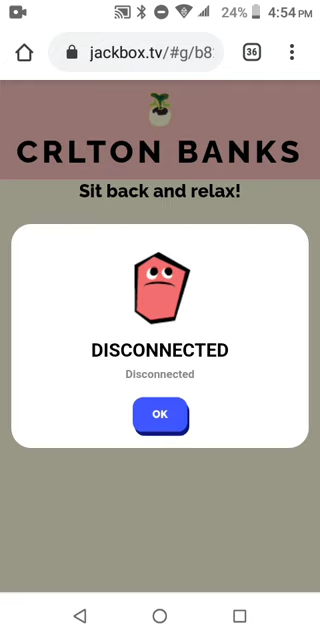 24% 4:54 PM
jackbox.tv/#g/b8
36
CRLTON BANKS
Sit back and relax!
DISCONNECTED
Disconnected
OK